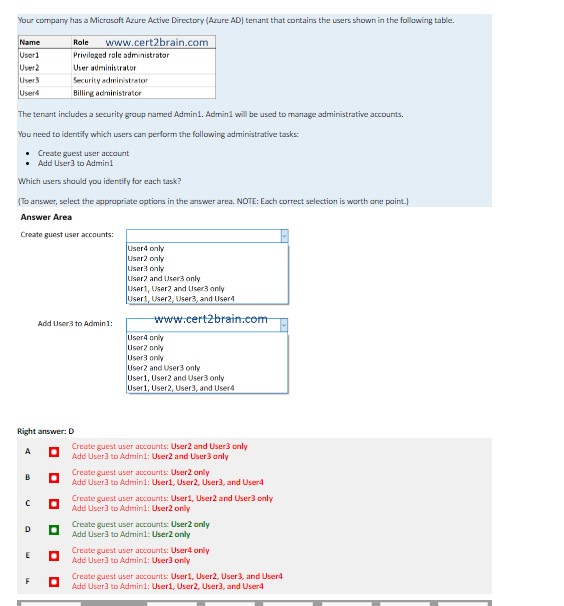 Your company has a Microsoft Azure Active Directory (Azure AD) tenant that contains the users shown in the following table.
Name Role www.cert2brain.com
User1 Privileged role administrator
User2 User administrator
User3 Security administrator
User4 Billing administrator
The tenant includes a security group named Admin1. Admin1 will be used to manage administrative accounts.
You need to identify which users can perform the following administrative tasks:
• Create guest user account
• Add User3 to Admin1
Which users should you identify for each task?
(To answer, select the appropriate options in the answer area. NOTE: Each correct selection is worth one point.)
Answer Area
Create guest user accounts:
User4 only
User2 only
User3 only
User2 and User3 only
User1, User2 and User3 only
User1, User2, User3, and User4
Add User3 to Admin1: www.cert2brain.com
User4 only
User2 only
User3 only
User2 and User3 only
User1, User2 and User3 only
User1, User2, User3, and User4
Right answer: D
A Create guest user accounts: User2 and User3 only
Add User3 to Admin1: User2 and User3 only
B Create guest user accounts: User2 only
Add User3 to Admin1: User1, User2, User3, and User4
C Create guest user accounts: User1, User2 and User3 only
Add User3 to Admin1: User2 only
D Create guest user accounts: User2 only
Add User3 to Admin1: User2 only
E Create guest user accounts: User4 only
Add User3 to Admin1: User3 only
F Create guest user accounts: User1, User2, User3, and User4
Add User3 to Admin1: User1, User2, User3, and User4